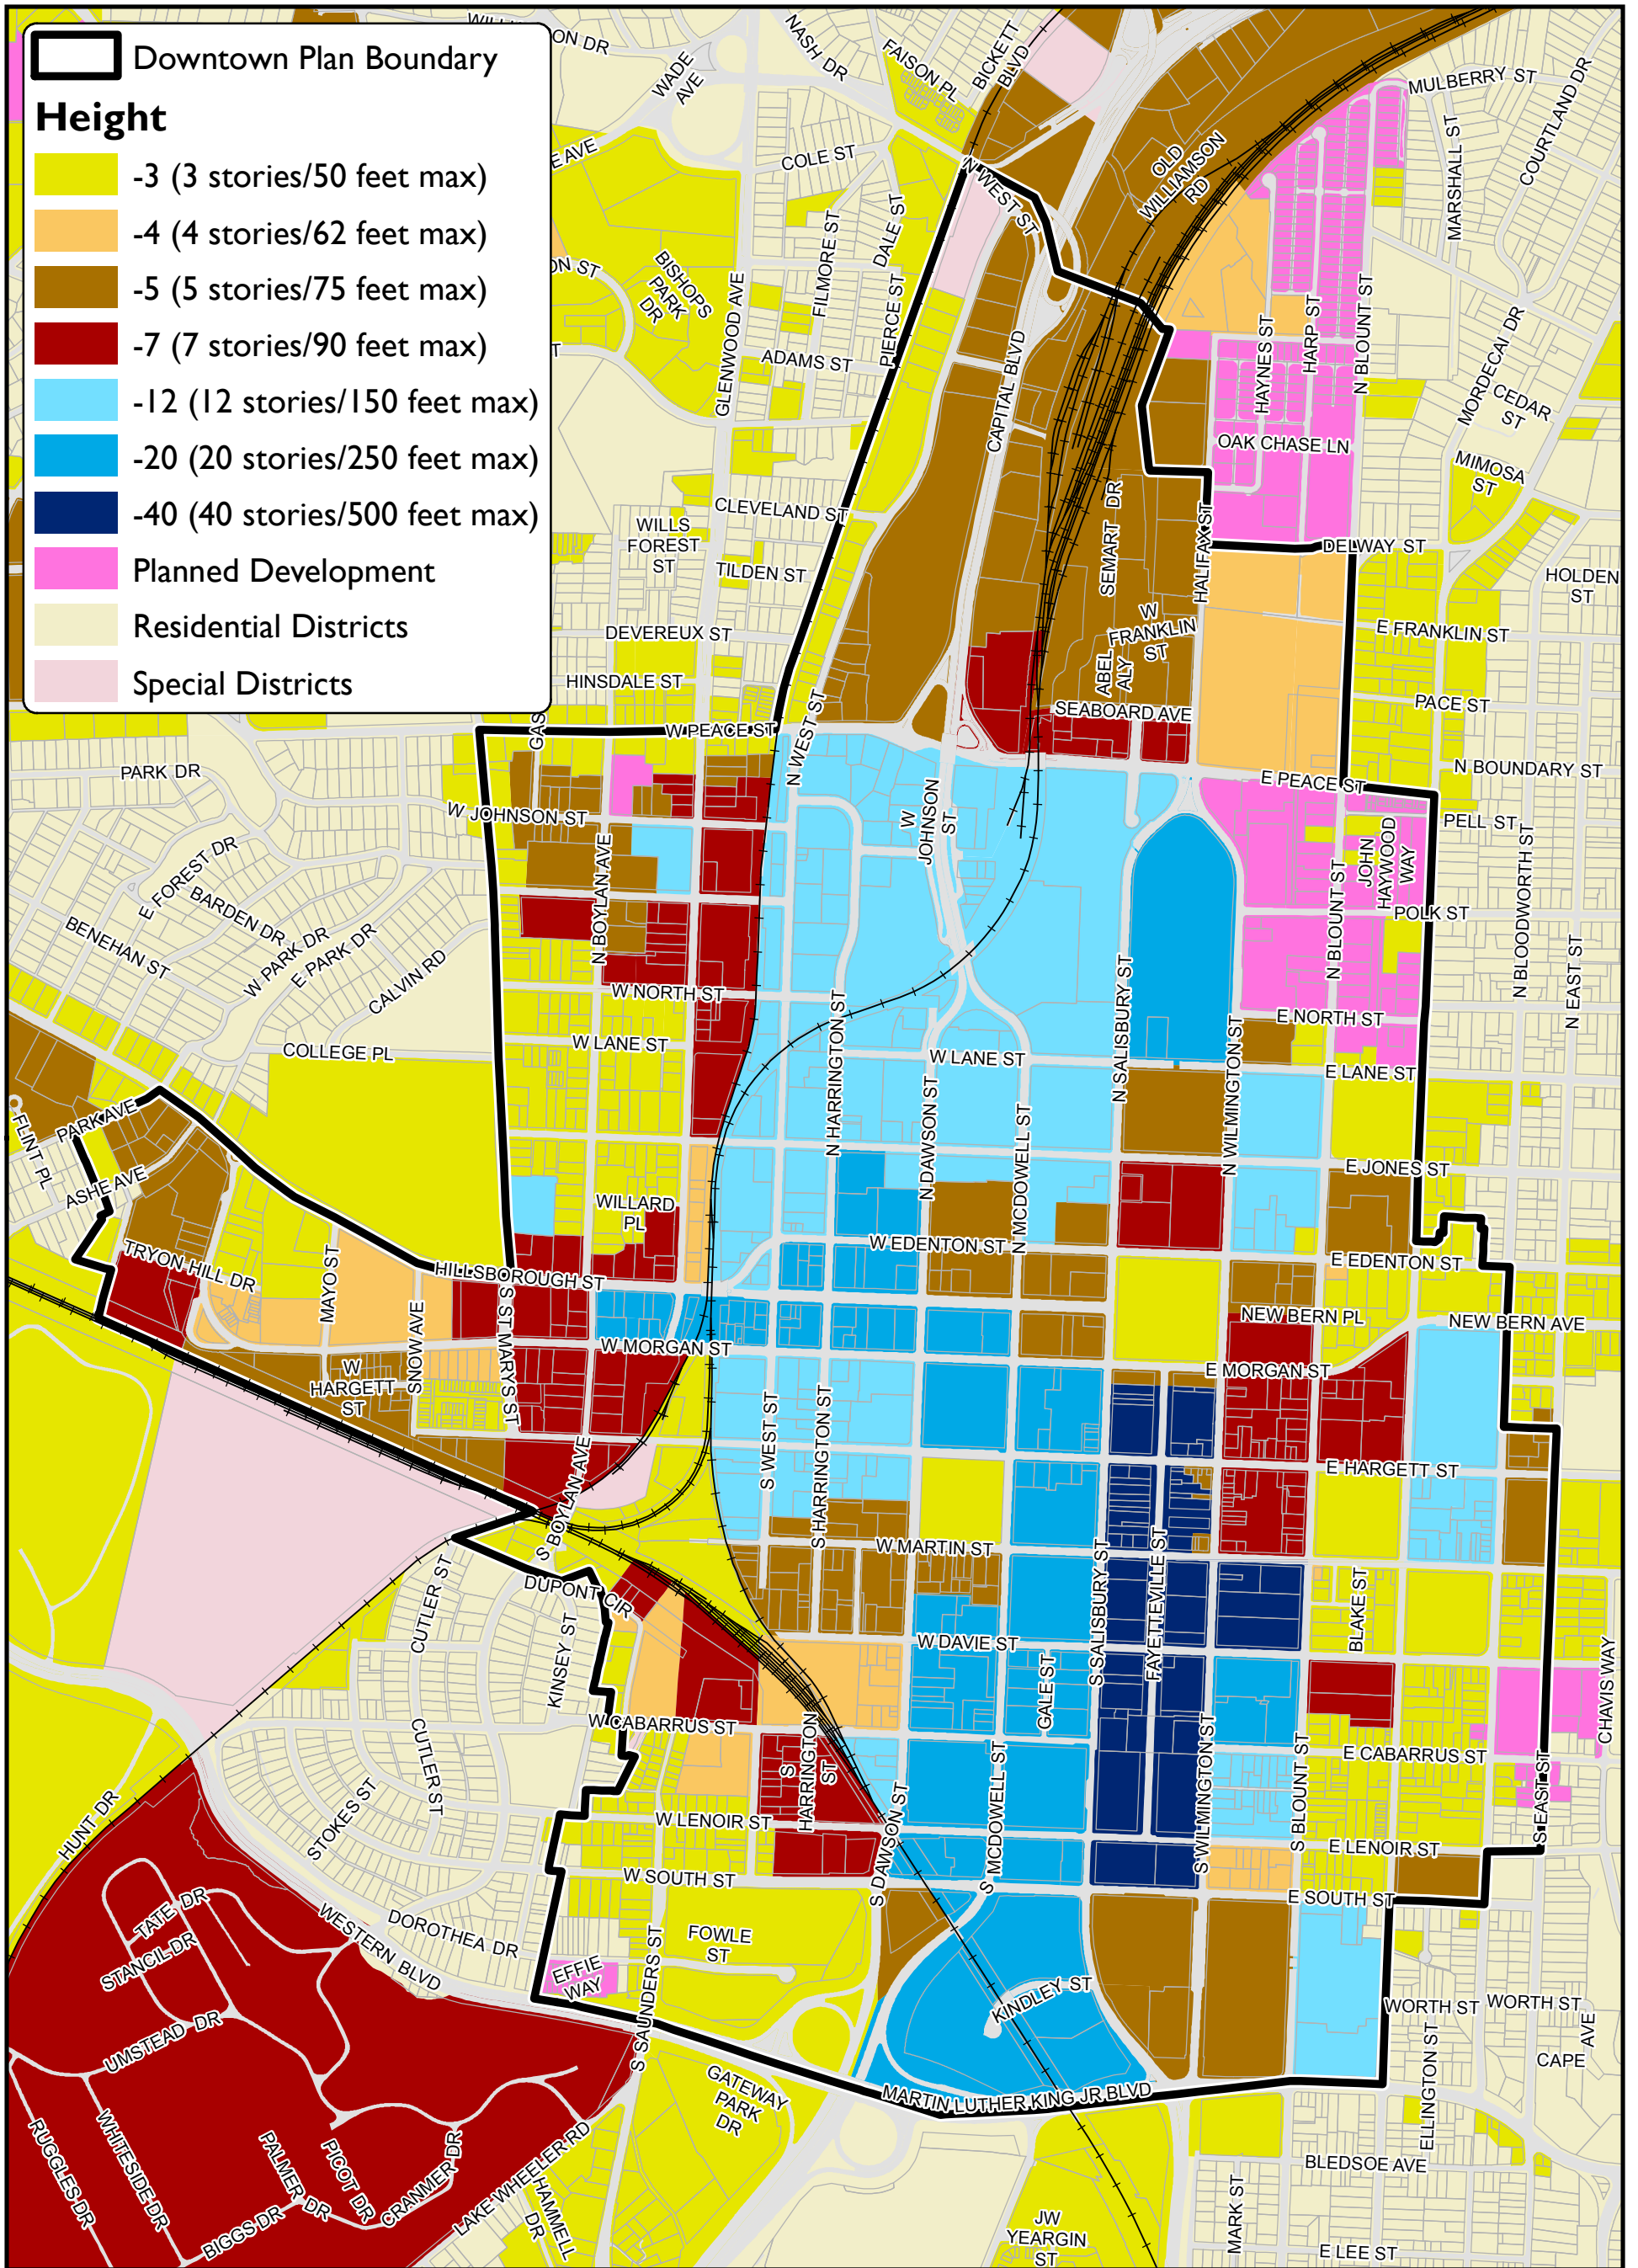 Downtown Plan Boundary
Height
-3 (3 stories/50 feet max)
-4 (4 stories/62 feet max)
-5 (5 stories/75 feet max)
-7 (7 stories/90 feet max)
-12 (12 stories/150 feet max)
-20 (20 stories/250 feet max)
-40 (40 stories/500 feet max)
Planned Development
Residential Districts
Special Districts
ON DR
WADE
AVE
NASH DR
FAISON PL
BICKETT
BLVD
MULBERRY ST
MARSHALL ST
COURTLAND DR
E AVE
COLE ST
N WEST ST
OLD
WILLIAMSON
RD
ON ST
BISHOPS
PARK
DR
GLENWOOD AVE
FILMORE ST
DALE ST
PIERCE ST
ADAMS ST
CAPITAL BLVD
HAYNES ST
HARP ST
N BLOUNT ST
MORDECAI DR
CEDAR
ST
OAK CHASE LN
MIMOSA
ST
CLEVELAND ST
WILLS
FOREST
ST
TILDEN ST
SEMART DR
HALIFAX ST
DELWAY ST
HOLDEN
ST
DEVEREUX ST
W
FRANKLIN
ST
ABEL
ALY
E FRANKLIN ST
HINSDALE ST
PACE ST
SEABOARD AVE
GAS
W PEACE ST
N WEST ST
E PEACE ST
N BOUNDARY ST
PARK DR
W JOHNSON ST
W
JOHNSON
ST
PELL ST
JOHN
HAYWOOD
WAY
E FOREST DR
BARDEN DR
N BOYLAN AVE
N BLOUNT ST
POLK ST
N BLOODWORTH ST
N EAST ST
BENEHAN ST
W PARK DR
E PARK DR
CALVIN RD
W NORTH ST
N SALISBURY ST
E NORTH ST
COLLEGE PL
W LANE ST
N HARRINGTON ST
W LANE ST
N WILMINGTON ST
E LANE ST
FLINT PL
PARK AVE
ASHE AVE
N DAWSON ST
N MCDOWELL ST
E JONES ST
WILLARD
PL
W EDENTON ST
E EDENTON ST
TRYON HILL DR
MAYO ST
HILLSBOROUGH ST
SNOW AVE
S ST MARYS ST
NEW BERN PL
NEW BERN AVE
W MORGAN ST
E MORGAN ST
W
HARGETT
ST
S WEST ST
S HARRINGTON ST
E HARGETT ST
S BOYLAN AVE
W MARTIN ST
S SALISBURY ST
FAYETTEVILLE ST
CUTLER ST
DUPONT CIR
KINSEY ST
W DAVIE ST
GALE ST
BLAKE ST
CHAVIS WAY
W CABARRUS ST
S
HARRINGTON
ST
S MCDOWELL ST
S WILMINGTON ST
S BLOUNT ST
E CABARRUS ST
S EAST ST
CUTLER ST
STOKES ST
HUNT DR
W LENOIR ST
S DAWSON ST
E LENOIR ST
W SOUTH ST
E SOUTH ST
TATE DR
STANCIL DR
WESTERN BLVD
DOROTHEA DR
FOWLE
ST
EFFIE
WAY
S SAUNDERS ST
KINDLEY ST
WORTH ST
WORTH ST
UMSTEAD DR
ELLINGTON ST
CAPE
AVE
GATEWAY
PARK
DR
MARTIN LUTHER KING JR BLVD
RUGGLES DR
WHITESIDE DR
PALMER DR
PICOT DR
CRANMER DR
BIGGS DR
LAKE WHEELER RD
HAMMELL
DR
JW
YEARGIN
ST
MARK ST
BLEDSOE AVE
E LEE ST